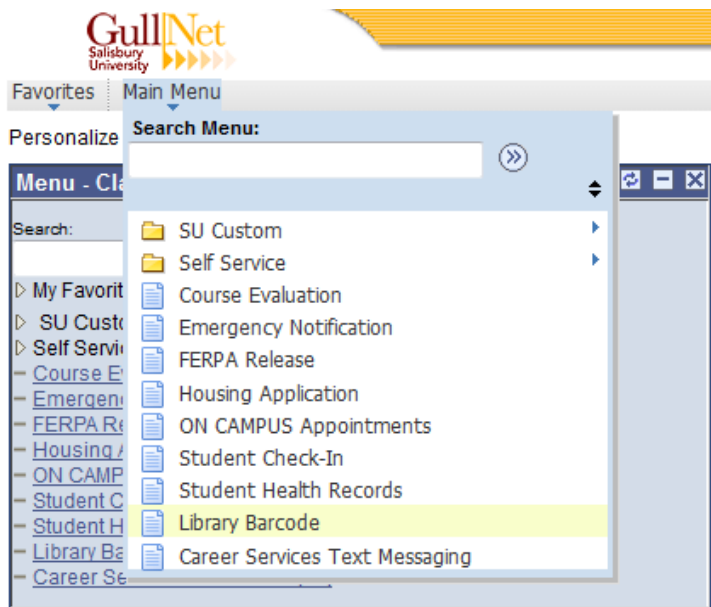 GullNet
Salisbury
University
Favorites Main Menu
Personalize
Search Menu:
Menu - Cla
Search:
SU Custom
Self Service
Course Evaluation
Emergency Notification
FERPA Release
Housing Application
ON CAMPUS Appointments
Student Check-In
Student Health Records
Library Barcode
Career Services Text Messaging
My Favorit
SU Custo
Self Servi
Course E
Emergen
FERPA Re
Housing
ON CAMP
Student C
Student H
Library Ba
Career Se